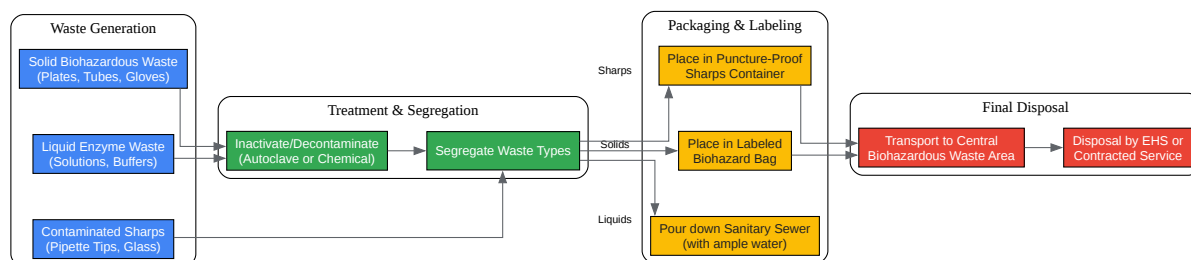 Waste Generation
Solid Biohazardous Waste
(Plates, Tubes, Gloves)
Liquid Enzyme Waste
(Solutions, Buffers)
Contaminated Sharps
(Pipette Tips, Glass)
Treatment & Segregation
Inactivate/Decontaminate
(Autoclave or Chemical)
Segregate Waste Types
Sharps
Solids
Liquids
Packaging & Labeling
Place in Puncture-Proof
Sharps Container
Place in Labeled
Biohazard Bag
Pour down Sanitary Sewer
(with ample water)
Final Disposal
Transport to Central
Biohazardous Waste Area
Disposal by EHS or
Contracted Service